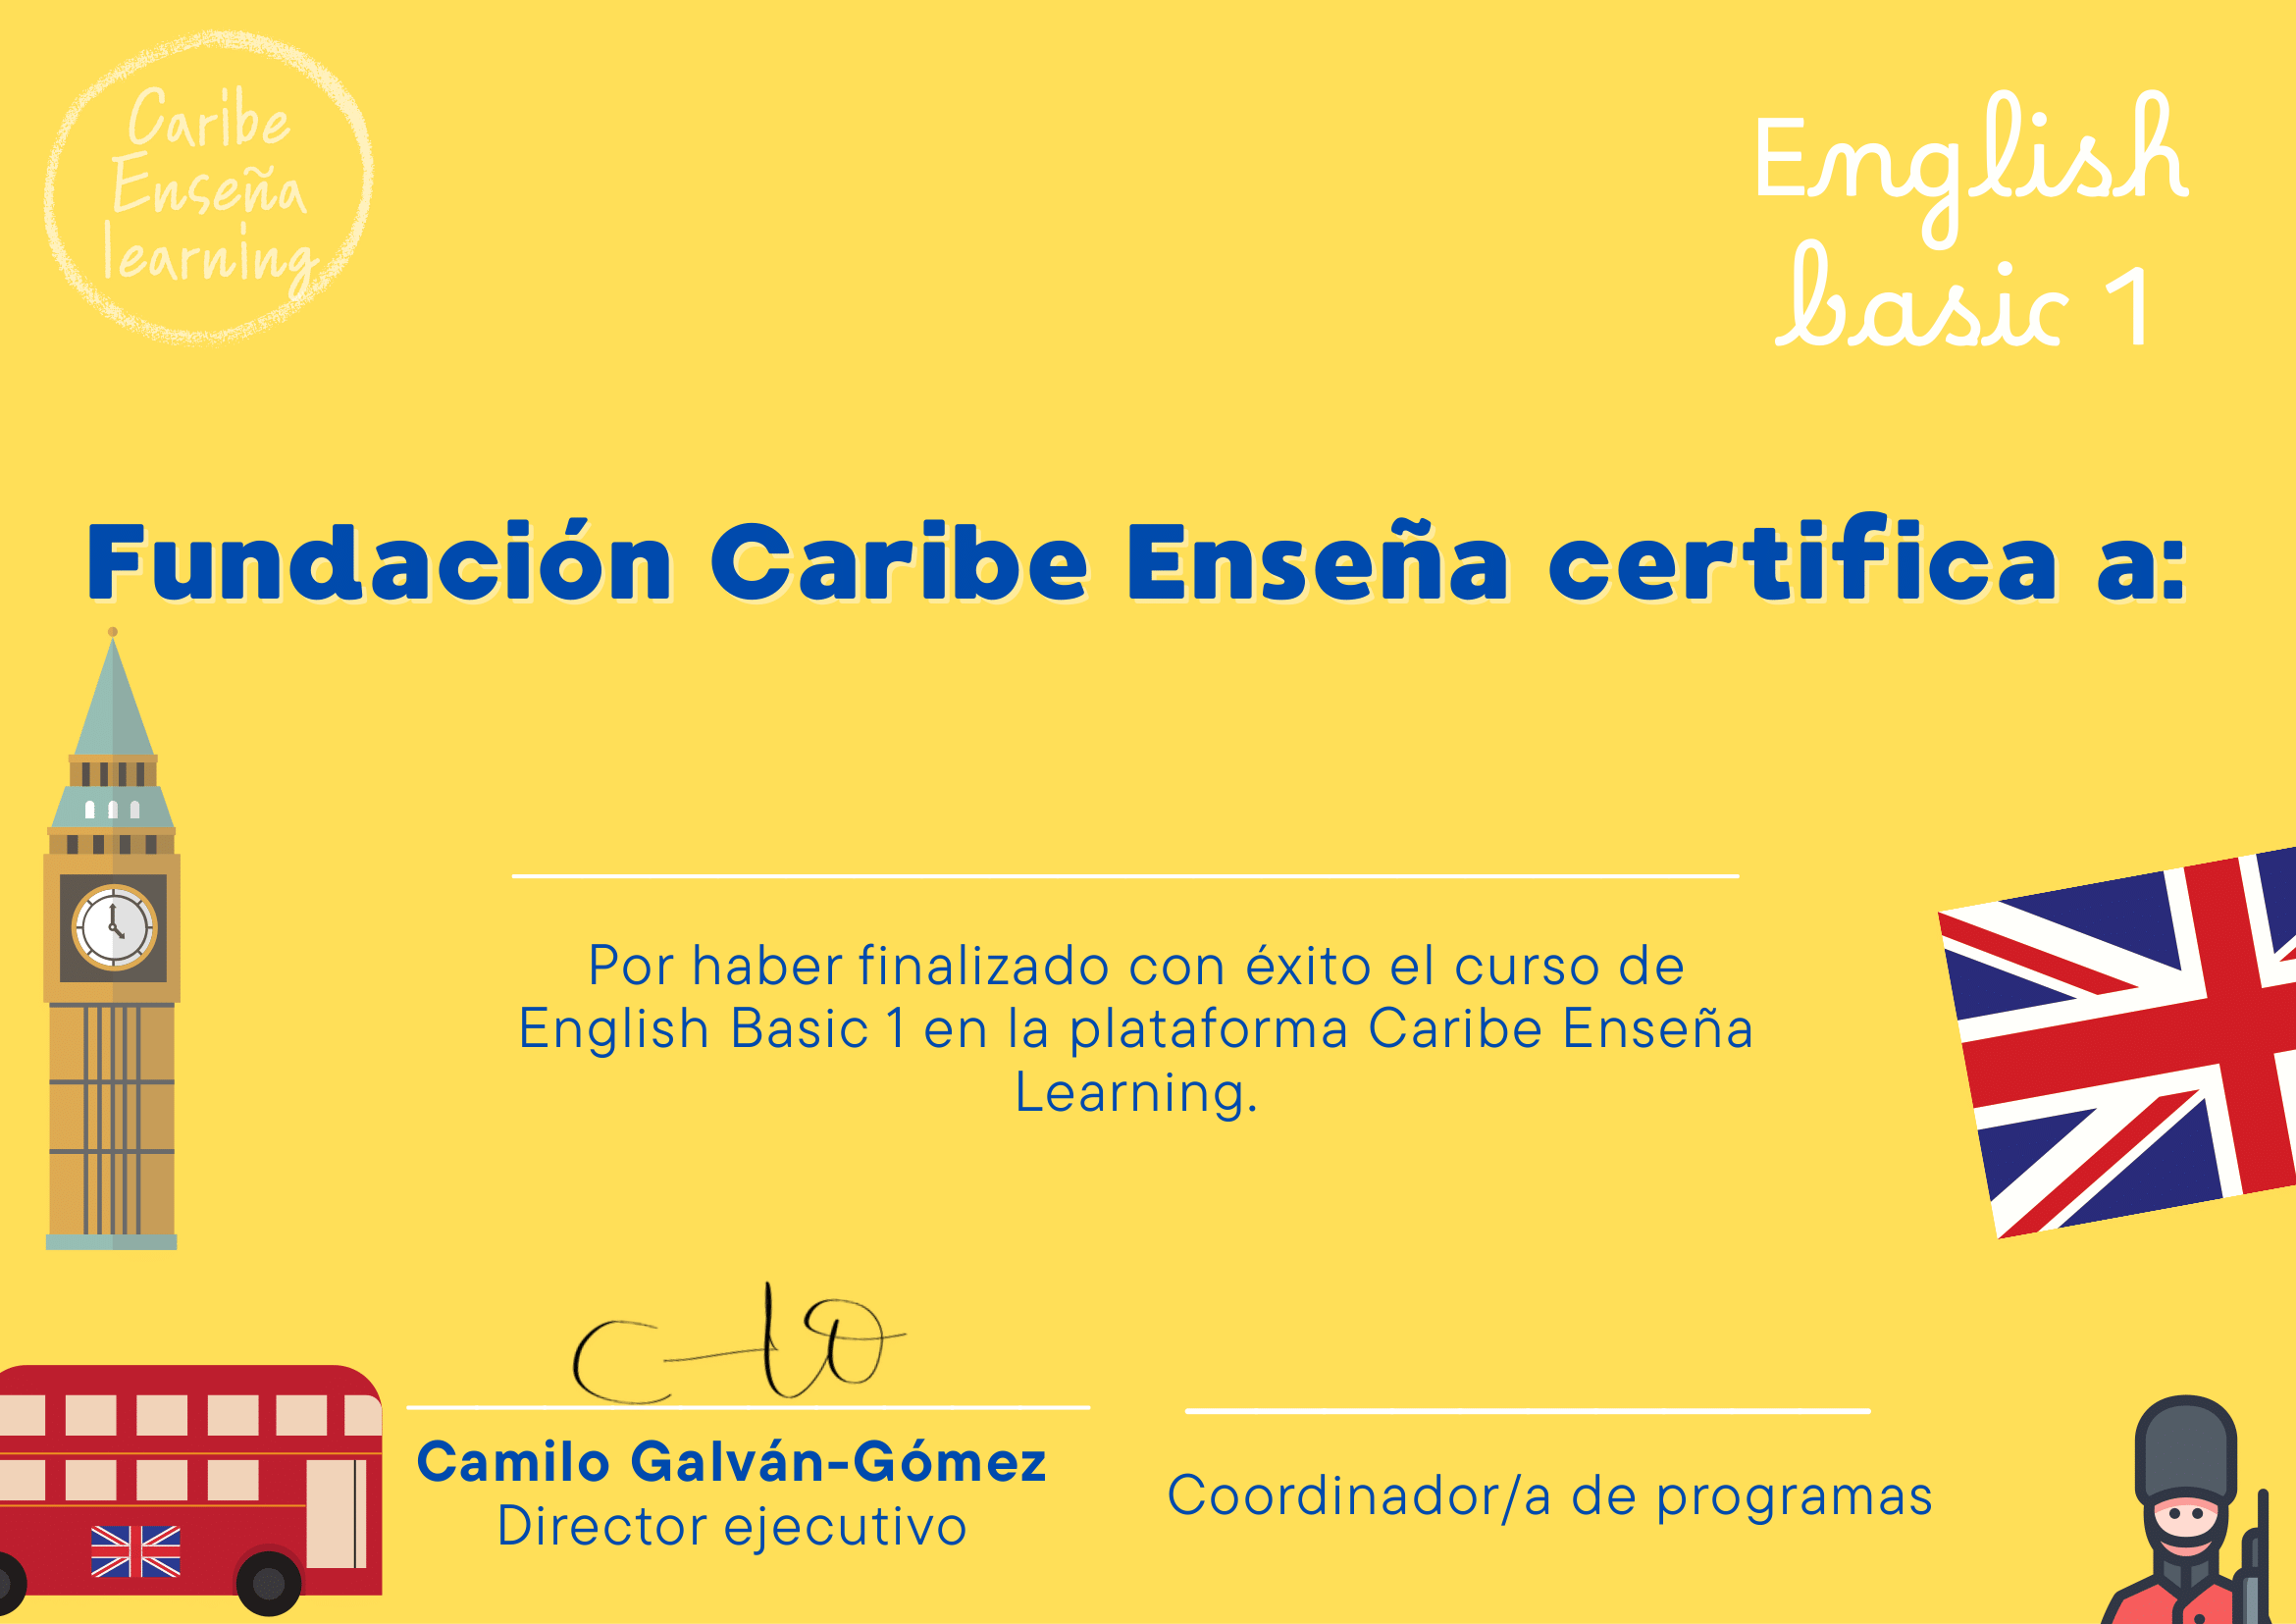 Caribe
Enseña
learning
English
basic 1
Fundación Caribe Enseña certifica a:
Por haber finalizado con éxito el curso de
English Basic 1 en la plataforma Caribe Enseña
Learning.
Camilo Galván-Gómez
Director ejecutivo
Coordinador/a de programas